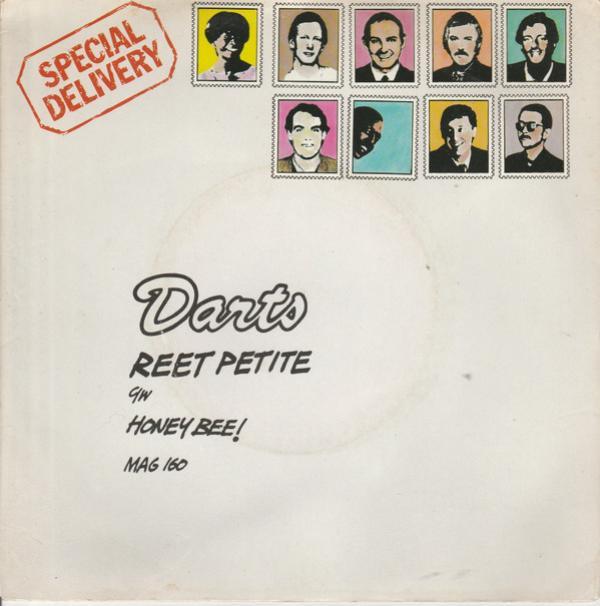 SPECIAL
DELIVERY
Darts
REET PETITE
C/W
HONEY BEE!
MAG 160